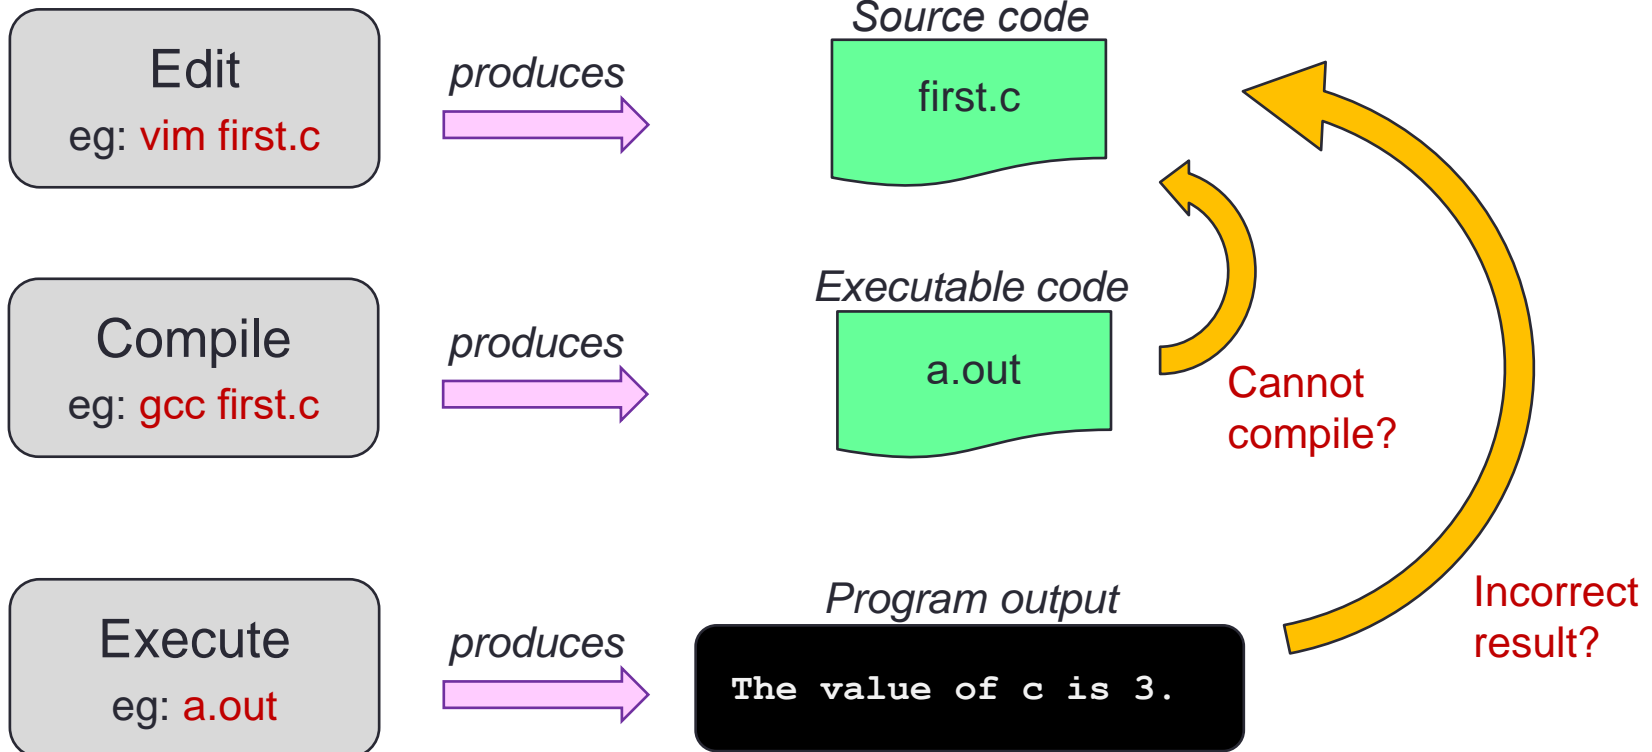 Edit
eg: vim first.c
produces
Source code
first.c
Compile
eg: gcc first.c
produces
Executable code
a.out
Cannot
compile?
Execute
eg: a.out
produces
Program output
The value of c is 3.
Incorrect
result?